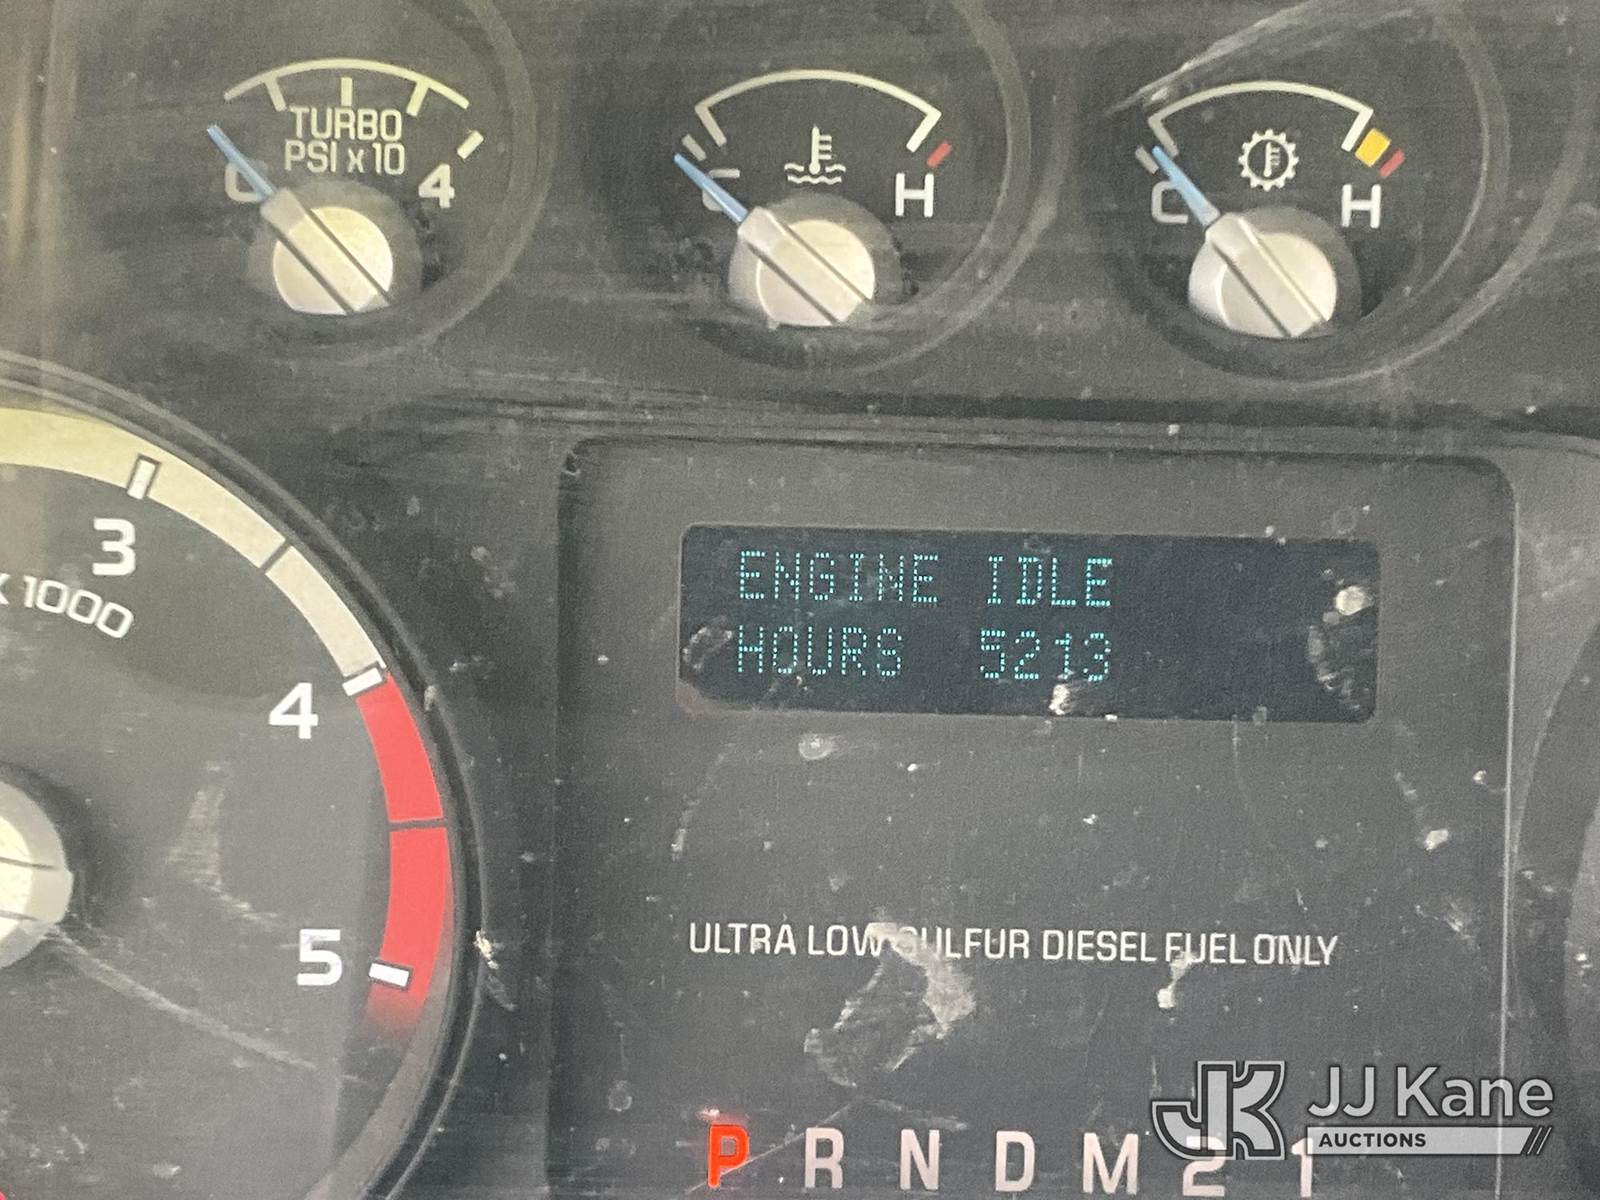 TURBO
PSI x 10
4
C H
C H
3
x 1000
4
5
ENGINE IDLE
HOURS 5213
ULTRA LOW SULFUR DIESEL FUEL ONLY
P R N D M 2 1
JK JJ Kane
AUCTIONS